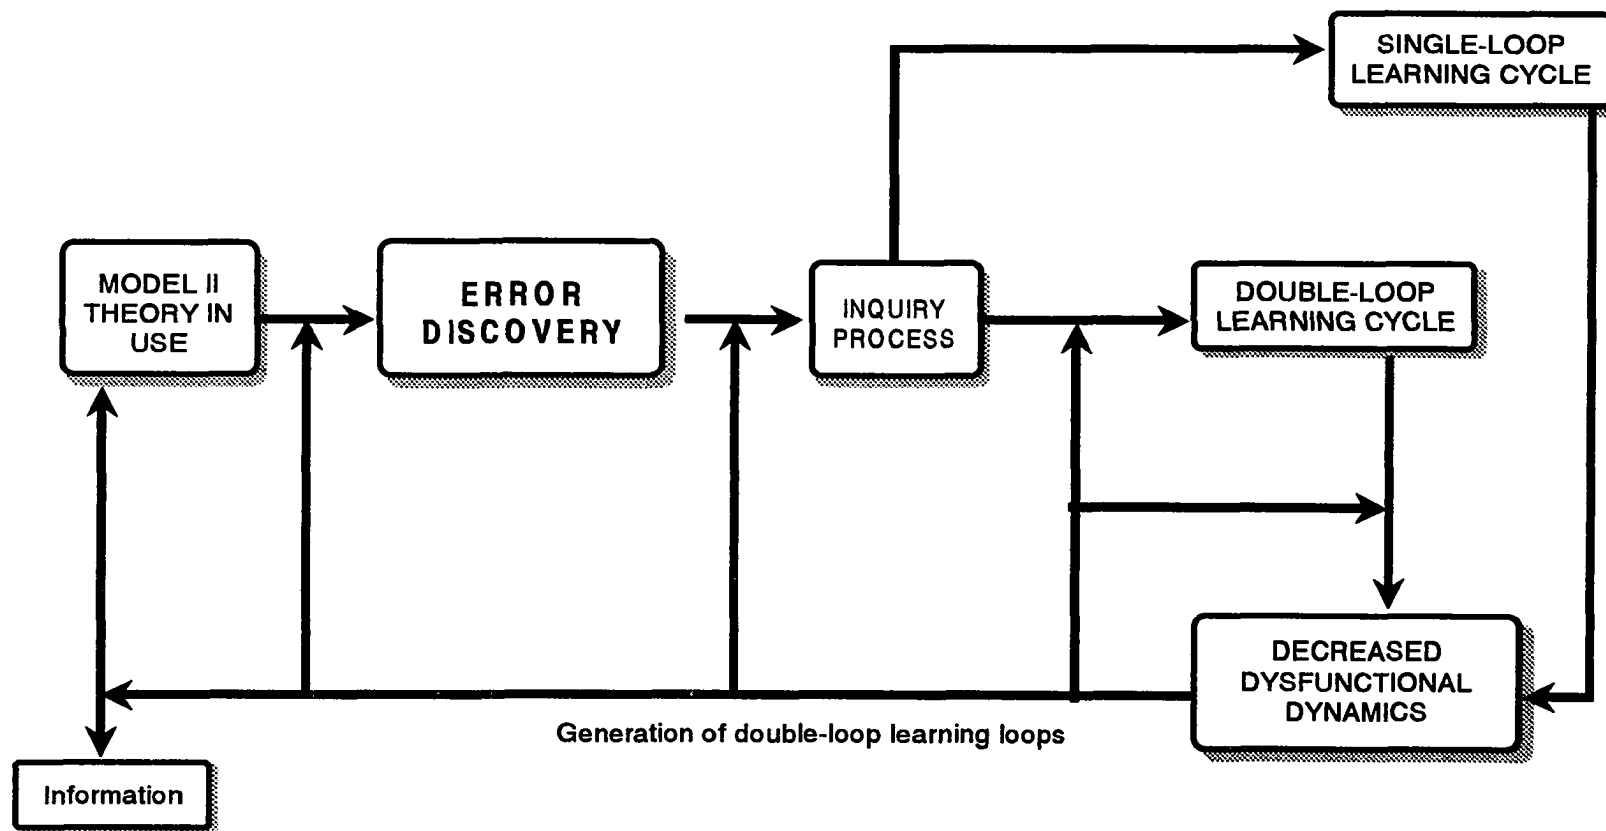 SINGLE-LOOP
LEARNING CYCLE
MODEL II
THEORY IN
USE
ERROR
DISCOVERY
INQUIRY
PROCESS
DOUBLE-LOOP
LEARNING CYCLE
DECREASED
DYSFUNCTIONAL
DYNAMICS
Generation of double-loop learning loops
Information